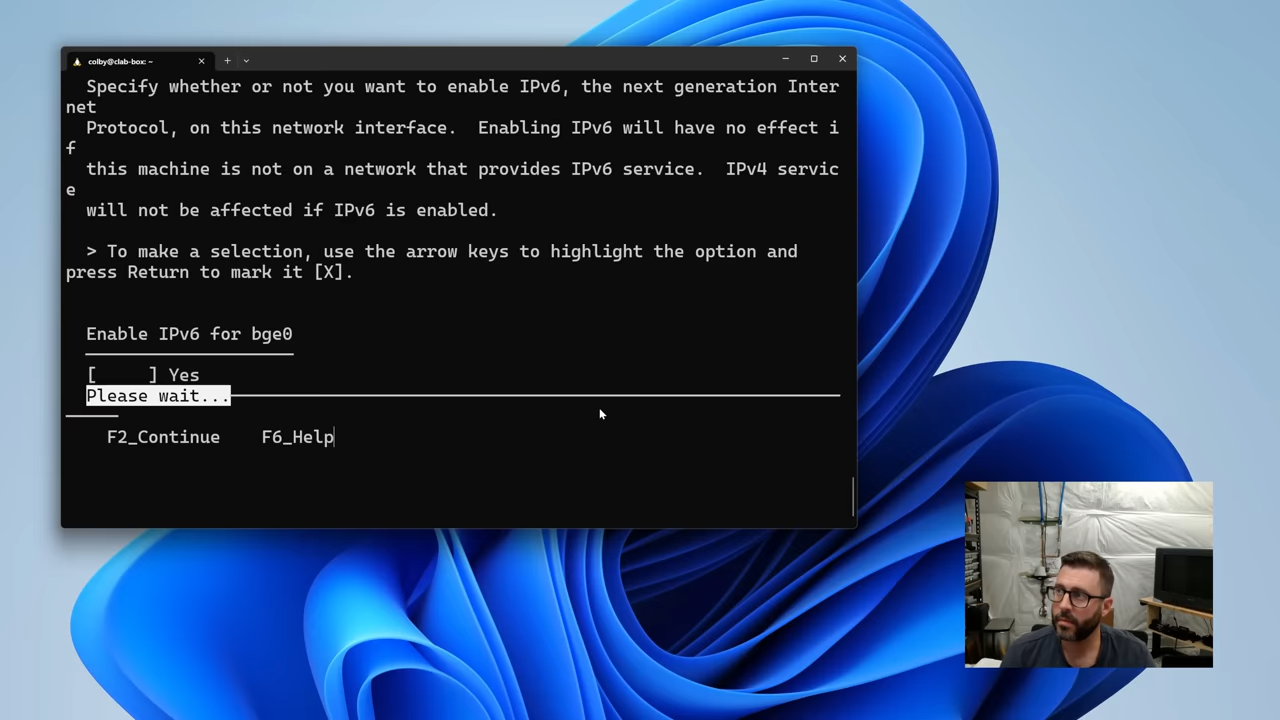 colby@clab-box: ~
Specify whether or not you want to enable IPv6, the next generation Inter
net
Protocol, on this network interface.  Enabling IPv6 will have no effect i
f
this machine is not on a network that provides IPv6 service.  IPv4 servic
e
will not be affected if IPv6 is enabled.
> To make a selection, use the arrow keys to highlight the option and
press Return to mark it [X].
Enable IPv6 for bge0
[     ] Yes
Please wait...
F2_Continue    F6_Help